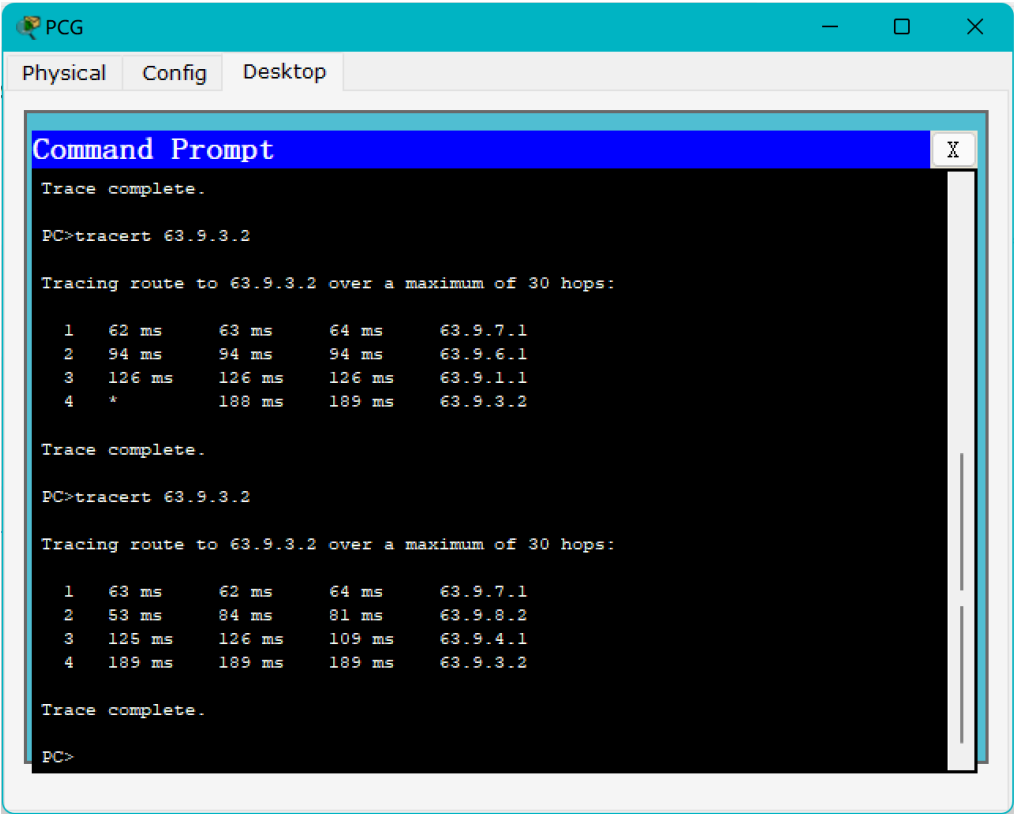 PCG
Physical Config Desktop
Command Prompt X
Trace complete.
PC>tracert 63.9.3.2
Tracing route to 63.9.3.2 over a maximum of 30 hops:
1 62 ms 63 ms 64 ms 63.9.7.1
2 94 ms 94 ms 94 ms 63.9.6.1
3 126 ms 126 ms 126 ms 63.9.1.1
4 * 188 ms 189 ms 63.9.3.2
Trace complete.
PC>tracert 63.9.3.2
Tracing route to 63.9.3.2 over a maximum of 30 hops:
1 63 ms 62 ms 64 ms 63.9.7.1
2 53 ms 84 ms 81 ms 63.9.8.2
3 125 ms 126 ms 109 ms 63.9.4.1
4 189 ms 189 ms 189 ms 63.9.3.2
Trace complete.
PC>